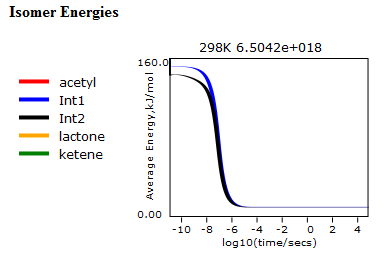 Isomer Energies
298K 6.5042e+018
160.0
acetyl
Int1
Int2
lactone
ketene
Average Energy,kJ/mol
0.00
-10 -8 -6 -4 -2 0 2 4
log10(time/secs)